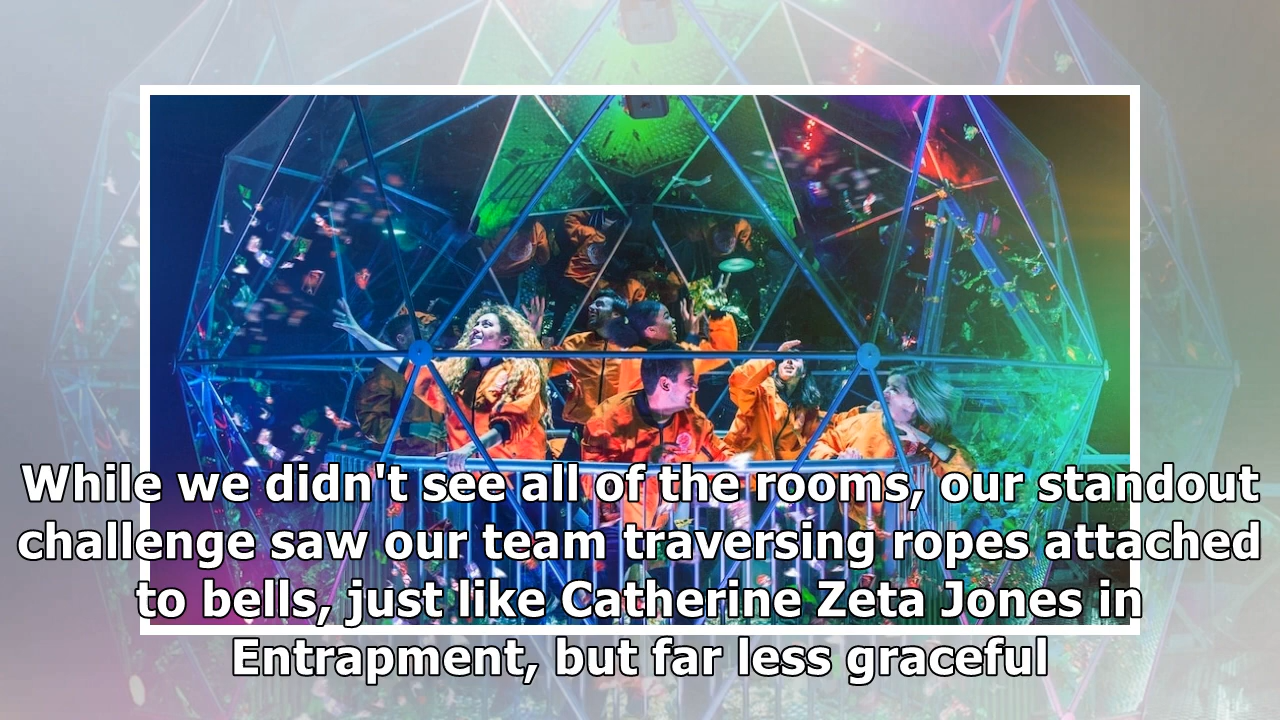 While we didn't see all of the rooms, our standout
challenge saw our team traversing ropes attached
to bells, just like Catherine Zeta Jones in
Entrapment, but far less graceful